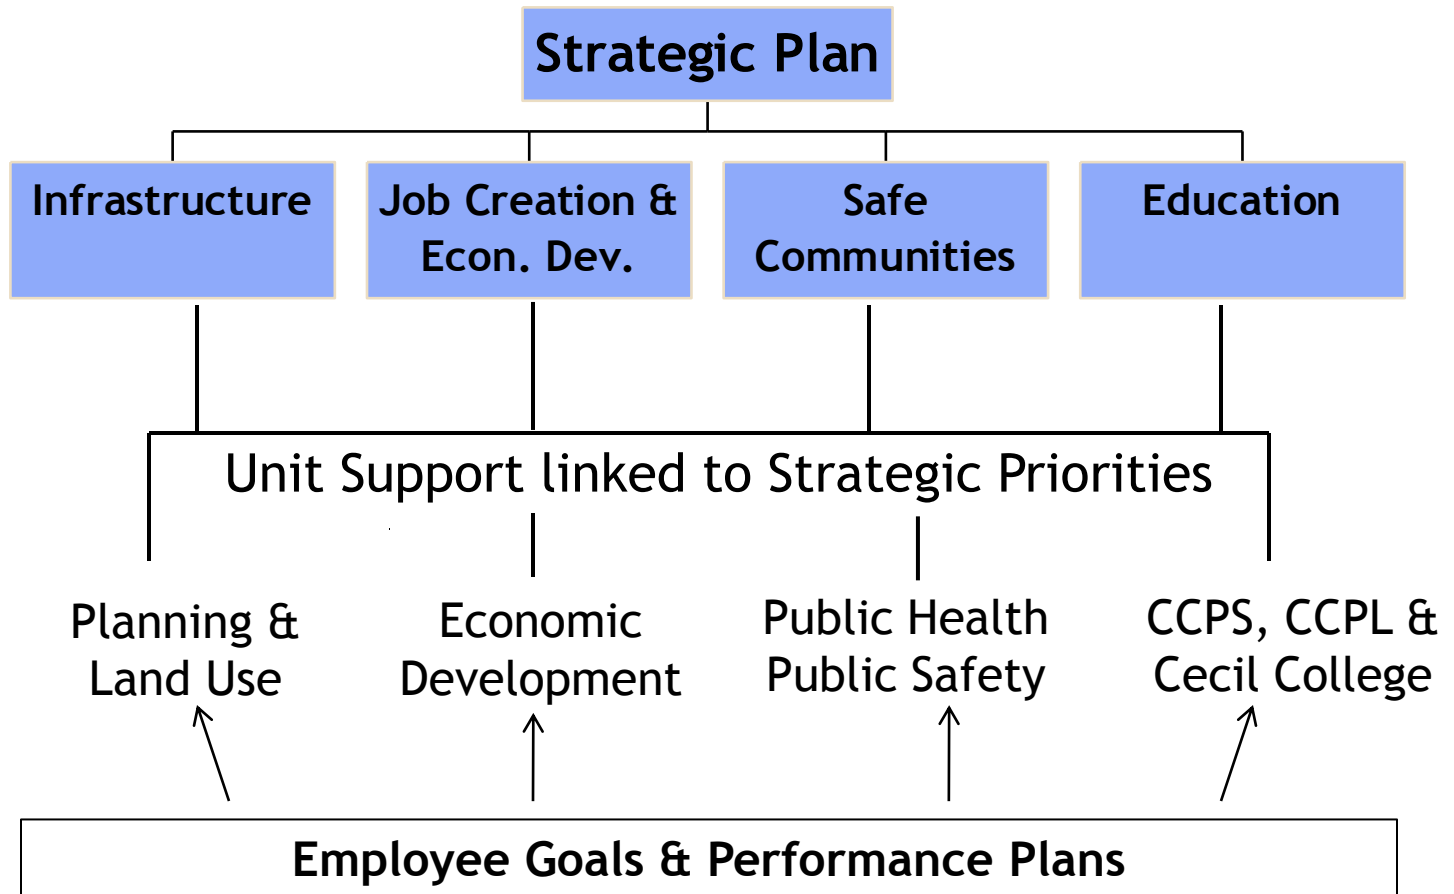 Strategic Plan
Infrastructure
Job Creation &
Econ. Dev.
Safe
Communities
Education
Unit Support linked to Strategic Priorities
Planning &
Land Use
Economic
Development
Public Health
Public Safety
CCPS, CCPL &
Cecil College
Employee Goals & Performance Plans